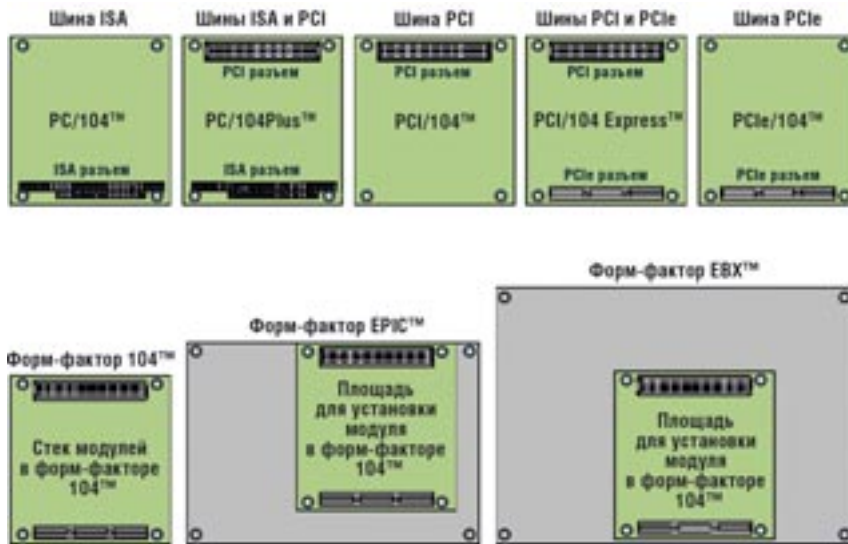 Шина ISA
Шины ISA и PCI
Шина PCI
Шины PCI и PCIe
Шина PCIe
PC/104™
ISA разъем
PCI разъем
PC/104Plus™
ISA разъем
PCI разъем
PCI/104™
PCI разъем
PCI/104 Express™
PCIe разъем
PCIe/104™
PCIe разъем
Форм-фактор 104™
Стек модулей
в форм-факторе
104™
Форм-фактор EPIC™
Площадь
для установки
модуля
в форм-факторе
104™
Форм-фактор EBX™
Площадь
для установки
модуля
в форм-факторе
104™